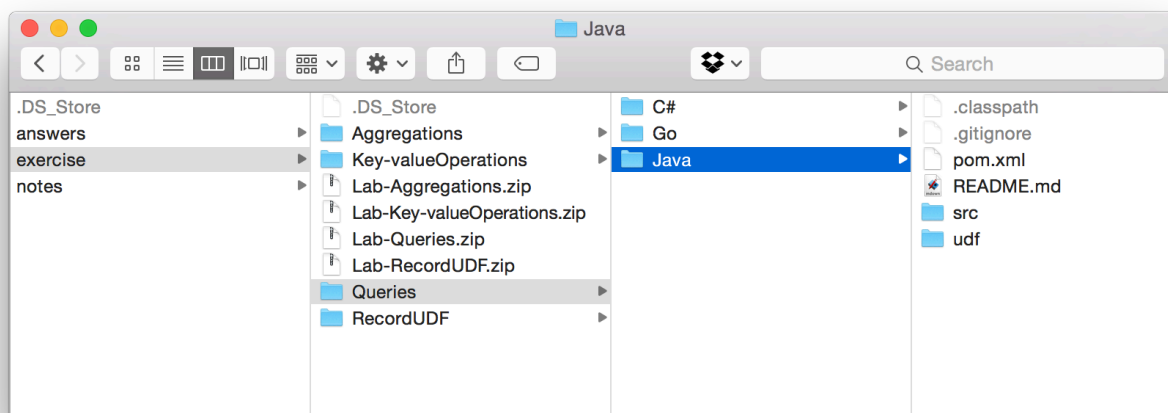 Java
Search
.DS_Store
answers
exercise
notes
.DS_Store
Aggregations
Key-valueOperations
Lab-Aggregations.zip
Lab-Key-valueOperations.zip
Lab-Queries.zip
Lab-RecordUDF.zip
Queries
RecordUDF
C#
Go
Java
.classpath
.gitignore
pom.xml
README.md
src
udf